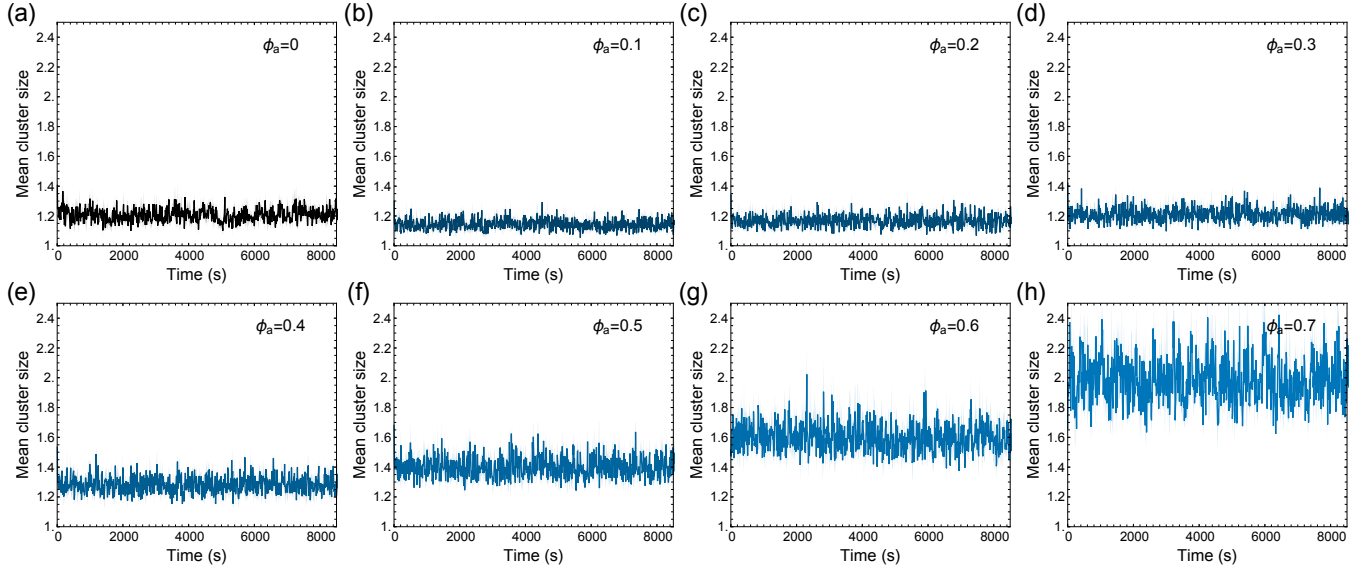 (a)
Mean cluster size
2.4
2.2
2.
1.8
1.6
1.4
1.2
1.
ϕa=0
0 2000 4000 6000 8000
Time (s)
(b)
Mean cluster size
2.4
2.2
2.
1.8
1.6
1.4
1.2
1.
ϕa=0.1
0 2000 4000 6000 8000
Time (s)
(c)
Mean cluster size
2.4
2.2
2.
1.8
1.6
1.4
1.2
1.
ϕa=0.2
0 2000 4000 6000 8000
Time (s)
(d)
Mean cluster size
2.4
2.2
2.
1.8
1.6
1.4
1.2
1.
ϕa=0.3
0 2000 4000 6000 8000
Time (s)
(e)
Mean cluster size
2.4
2.2
2.
1.8
1.6
1.4
1.2
1.
ϕa=0.4
0 2000 4000 6000 8000
Time (s)
(f)
Mean cluster size
2.4
2.2
2.
1.8
1.6
1.4
1.2
1.
ϕa=0.5
0 2000 4000 6000 8000
Time (s)
(g)
Mean cluster size
2.4
2.2
2.
1.8
1.6
1.4
1.2
1.
ϕa=0.6
0 2000 4000 6000 8000
Time (s)
(h)
Mean cluster size
2.4
2.2
2.
1.8
1.6
1.4
1.2
1.
ϕa=0.7
0 2000 4000 6000 8000
Time (s)